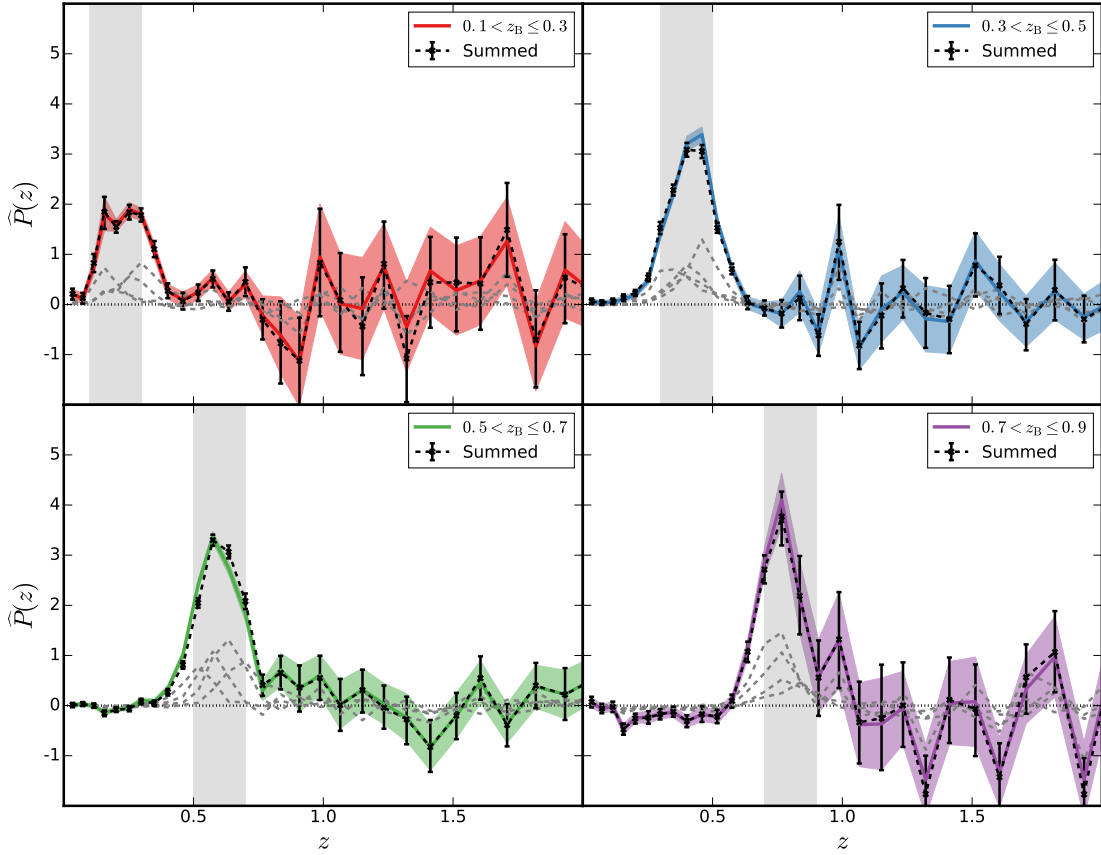 0.1 < z_B ≤ 0.3
Summed
0.3 < z_B ≤ 0.5
Summed
5
4
3
2
1
0
-1
P̂(z)
0.5 < z_B ≤ 0.7
Summed
0.7 < z_B ≤ 0.9
Summed
5
4
3
2
1
0
-1
P̂(z)
0.5 1.0 1.5 0.5 1.0 1.5
z z